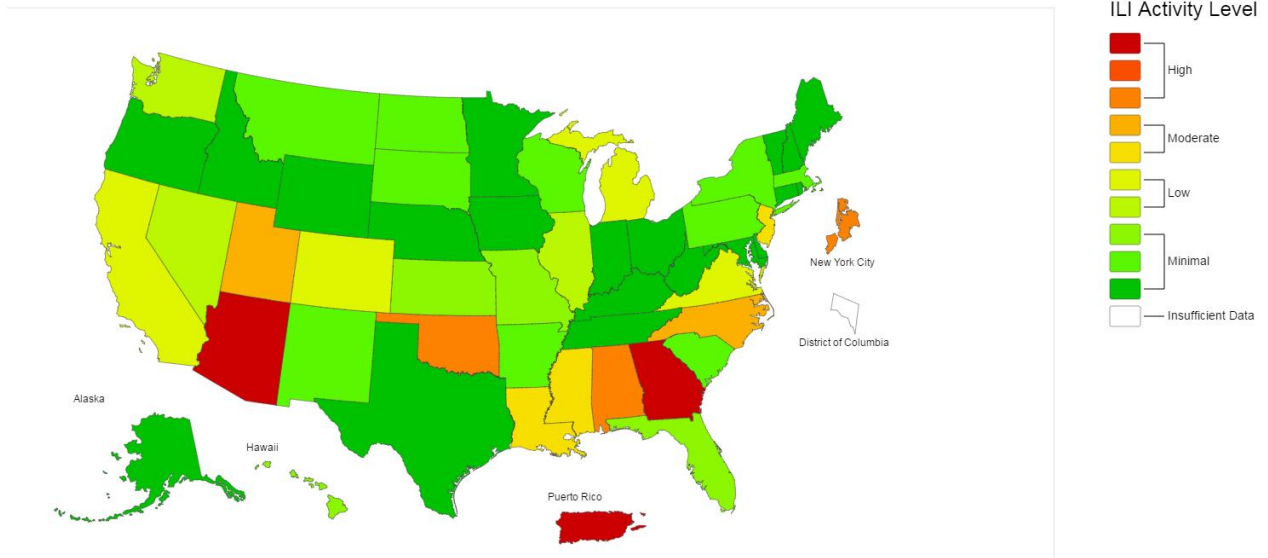 ILI Activity Level
High
Moderate
Low
Minimal
New York City
Insufficient Data
District of Columbia
Alaska
Hawaii
Puerto Rico